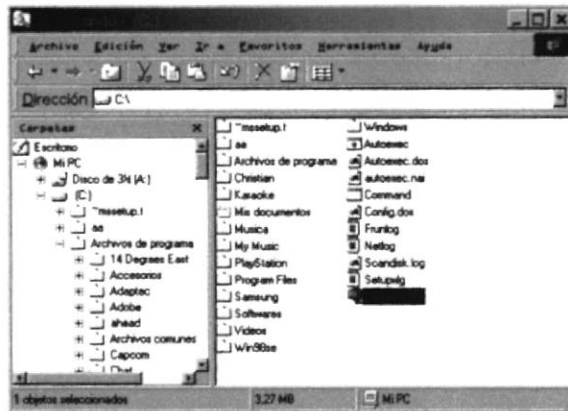 Archivo Edición Ver Ir a Favoritos Herramientas Ayuda
Dirección C:\
Carpetas
Escritorio
Mi PC
Disco de 3½ (A:)
(C:)
~mssetup.t
aa
Archivos de programa
14 Degrees East
Accesorios
Adaptec
Adobe
ahead
Archivos comunes
Capcom
Chat
~mssetup.t
aa
Archivos de programa
Christian
Karaoke
Mis documentos
Musica
My Music
PlayStation
Program Files
Samsung
Softwares
Videos
Win98se
Windows
Autoexec
Autoexec.dos
autoexec.nai
Command
Config.dos
Frunlog
Netlog
Scandisk.log
Setupxlg
1 objetos seleccionados 3,27 MB Mi PC